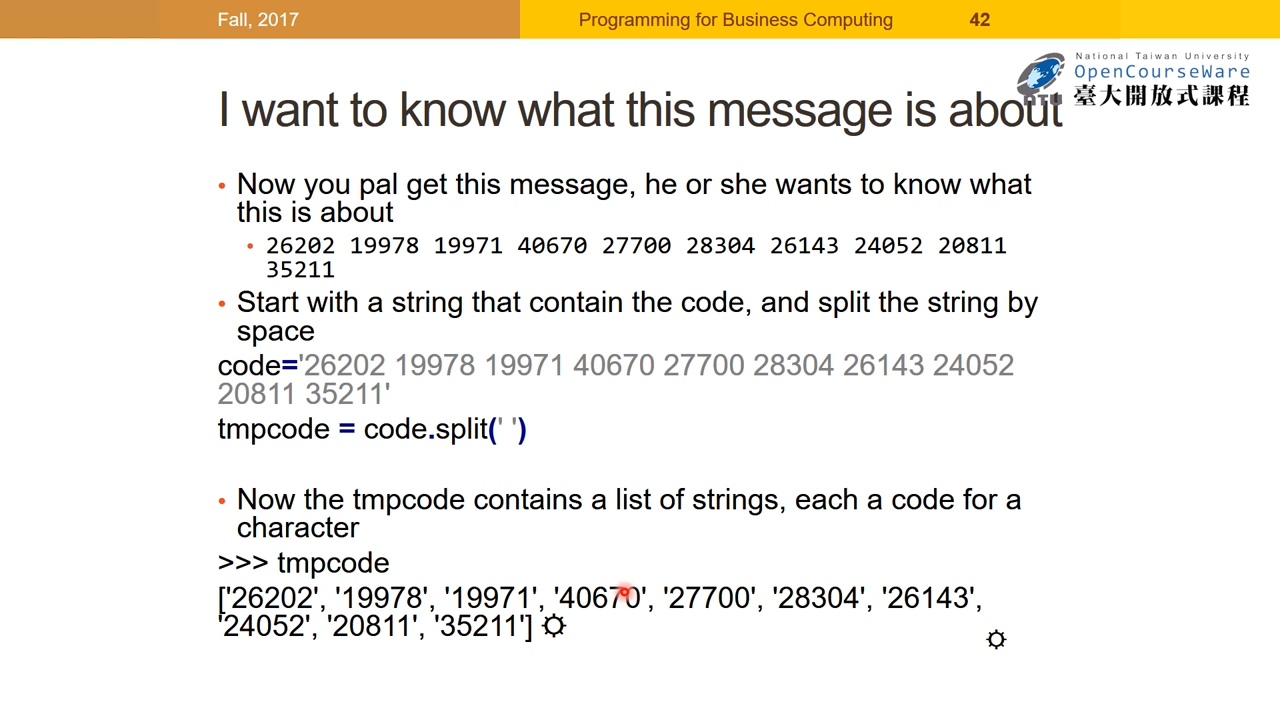 Fall, 2017
Programming for Business Computing
42
National Taiwan University
OpenCourseWare
臺大開放式課程
NTU
I want to know what this message is about
• Now you pal get this message, he or she wants to know what
this is about
• 26202 19978 19971 40670 27700 28304 26143 24052 20811
35211
• Start with a string that contain the code, and split the string by
space
code='26202 19978 19971 40670 27700 28304 26143 24052
20811 35211'
tmpcode = code.split(' ')
• Now the tmpcode contains a list of strings, each a code for a
character
>>> tmpcode
['26202', '19978', '19971', '40670', '27700', '28304', '26143',
'24052', '20811', '35211']